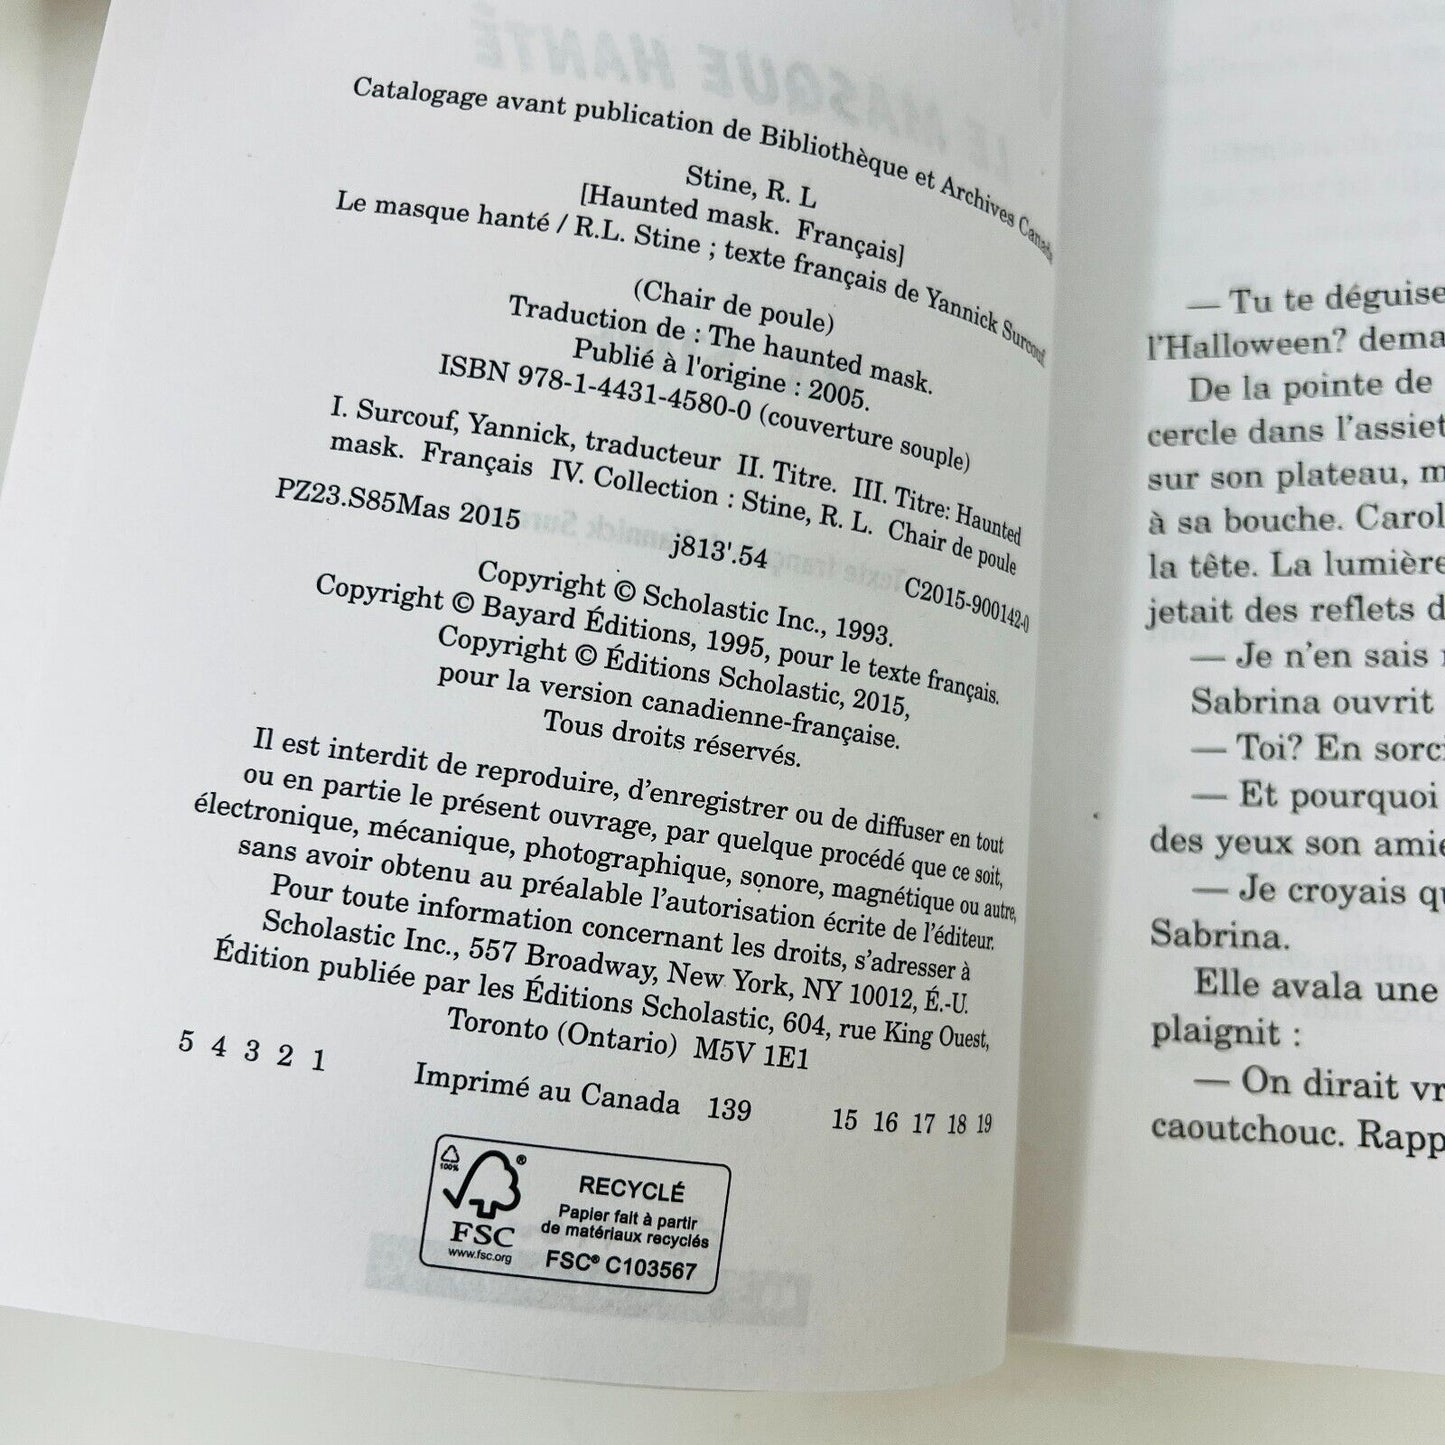 Catalogage avant publication de Bibliothèque et Archives Canada
Stine, R. L
[Haunted mask. Français]
Le masque hanté / R.L. Stine ; texte français de Yannick Surcouf
(Chair de poule)
Traduction de : The haunted mask.
Publié à l'origine : 2005.
ISBN 978-1-4431-4580-0 (couverture souple)
I. Surcouf, Yannick, traducteur II. Titre. III. Titre: Haunted
mask. Français IV. Collection : Stine, R. L. Chair de poule
PZ23.S85Mas 2015
j813'.54
C2015-900142-0
Copyright © Scholastic Inc., 1993.
Copyright © Bayard Éditions, 1995, pour le texte français.
Copyright © Éditions Scholastic, 2015,
pour la version canadienne-française.
Tous droits réservés.
Il est interdit de reproduire, d'enregistrer ou de diffuser en tout
ou en partie le présent ouvrage, par quelque procédé que ce soit,
électronique, mécanique, photographique, sonore, magnétique ou autre,
sans avoir obtenu au préalable l'autorisation écrite de l'éditeur.
Pour toute information concernant les droits, s'adresser à
Scholastic Inc., 557 Broadway, New York, NY 10012, É.-U.
Édition publiée par les Éditions Scholastic, 604, rue King Ouest,
Toronto (Ontario) M5V 1E1
5 4 3 2 1 Imprimé au Canada 139 15 16 17 18 19
100%
®
FSC
www.fsc.org
RECYCLÉ
Papier fait à partir
de matériaux recyclés
FSC® C103567
— Tu te déguise
l'Halloween? dema
De la pointe de
cercle dans l'assiet
sur son plateau, m
à sa bouche. Carol
la tête. La lumière
jetait des reflets d
— Je n'en sais
Sabrina ouvrit
— Toi? En sorci
— Et pourquoi
des yeux son amie
— Je croyais qu
Sabrina.
Elle avala une
plaignit :
— On dirait vr
caoutchouc. Rapp